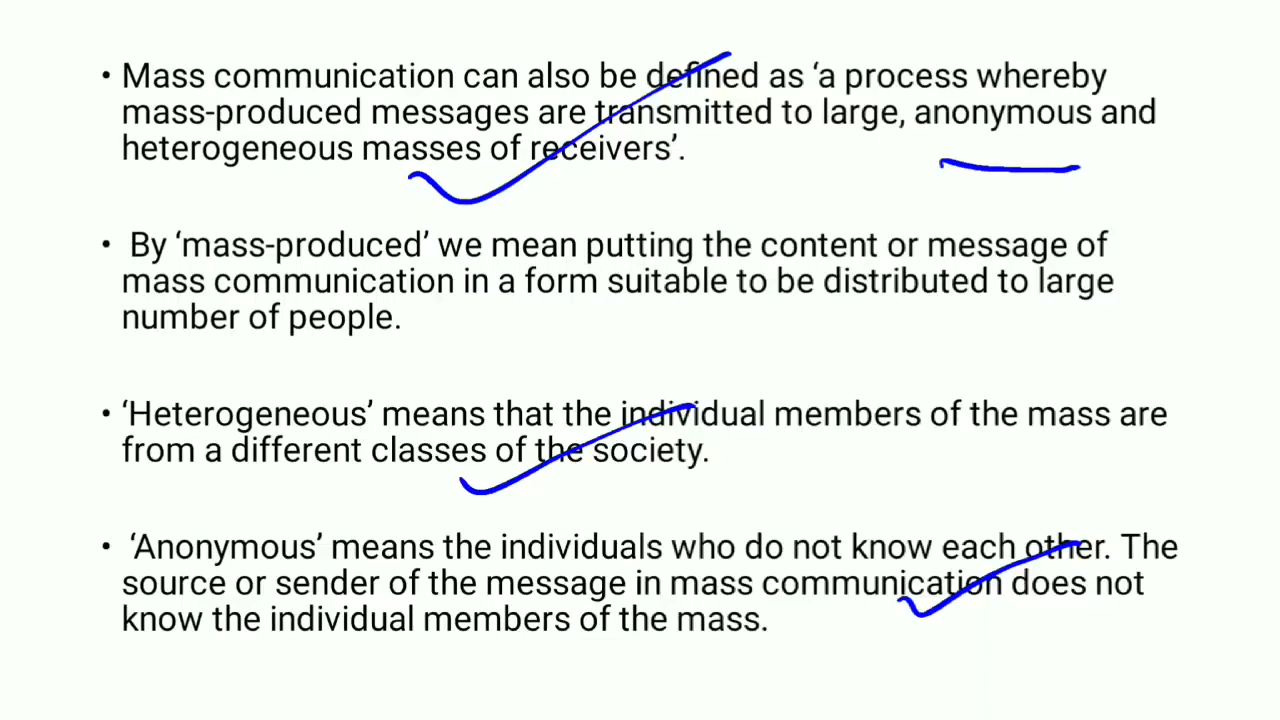 • Mass communication can also be defined as ‘a process whereby
mass-produced messages are transmitted to large, anonymous and
heterogeneous masses of receivers’.
• By ‘mass-produced’ we mean putting the content or message of
mass communication in a form suitable to be distributed to large
number of people.
• ‘Heterogeneous’ means that the individual members of the mass are
from a different classes of the society.
• ‘Anonymous’ means the individuals who do not know each other. The
source or sender of the message in mass communication does not
know the individual members of the mass.